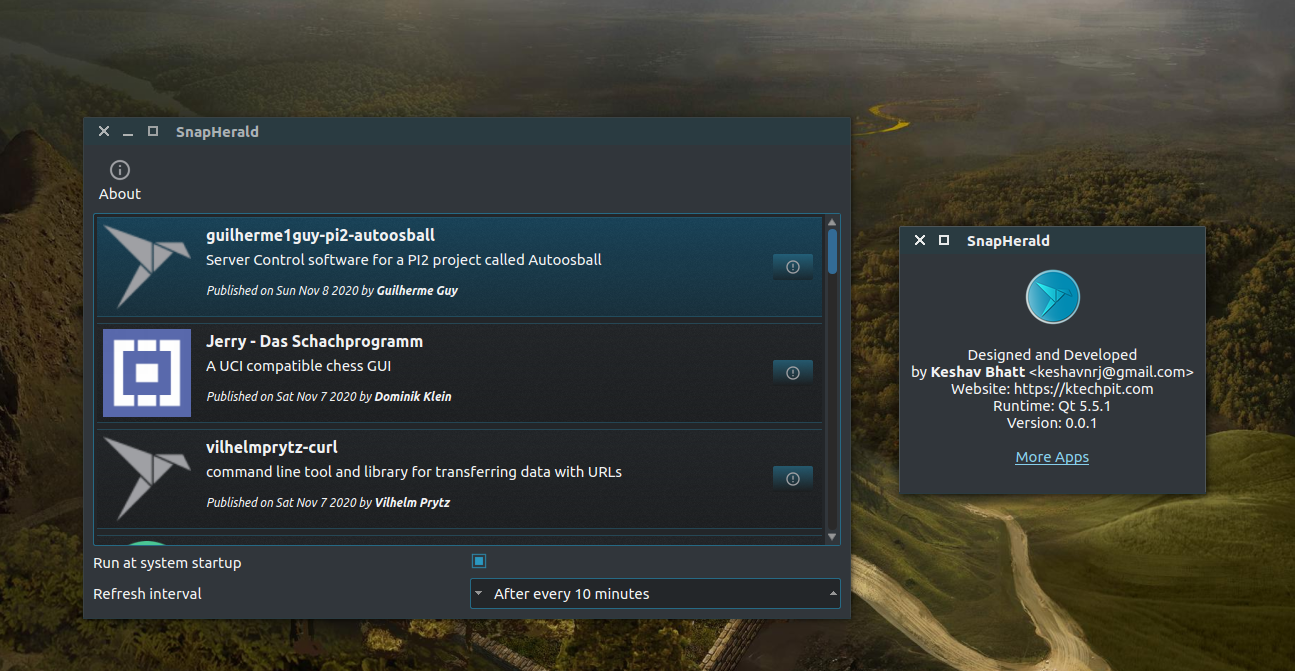 SnapHerald
About
guilherme1guy-pi2-autoosball
Server Control software for a PI2 project called Autoosball
Published on Sun Nov 8 2020 by Guilherme Guy
Jerry - Das Schachprogramm
A UCI compatible chess GUI
Published on Sat Nov 7 2020 by Dominik Klein
vilhelmprytz-curl
command line tool and library for transferring data with URLs
Published on Sat Nov 7 2020 by Vilhelm Prytz
Run at system startup
Refresh interval
After every 10 minutes
SnapHerald
Designed and Developed
by Keshav Bhatt <keshavnrj@gmail.com>
Website: https://ktechpit.com
Runtime: Qt 5.5.1
Version: 0.0.1
More Apps